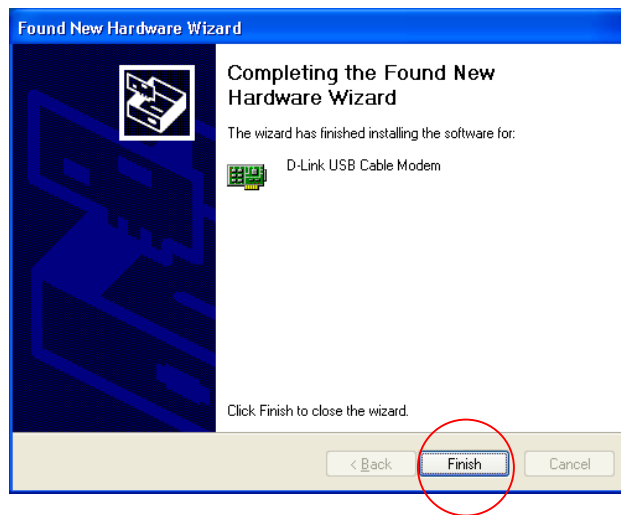 Found New Hardware Wizard
Completing the Found New
Hardware Wizard
The wizard has finished installing the software for:
D-Link USB Cable Modem
Click Finish to close the wizard.
< Back Finish Cancel